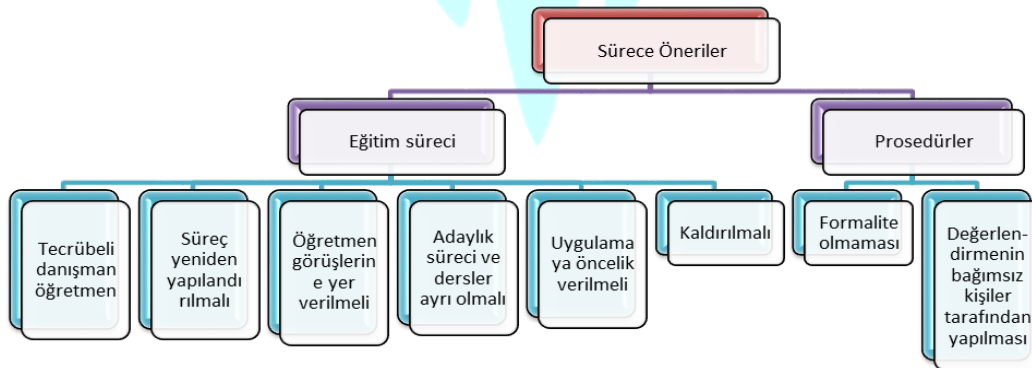 Sürece Öneriler
Eğitim süreci
Prosedürler
Tecrübeli
danışman
öğretmen
Süreç
yeniden
yapılandı
rılmalı
Öğretmen
görüşlerin
e yer
verilmeli
Adaylık
süreci ve
dersler
ayrı olmalı
Uygulama
ya öncelik
verilmeli
Kaldırılmalı
Formalite
olmaması
Değerlen-
dirmenin
bağımsız
kişiler
tarafından
yapılması